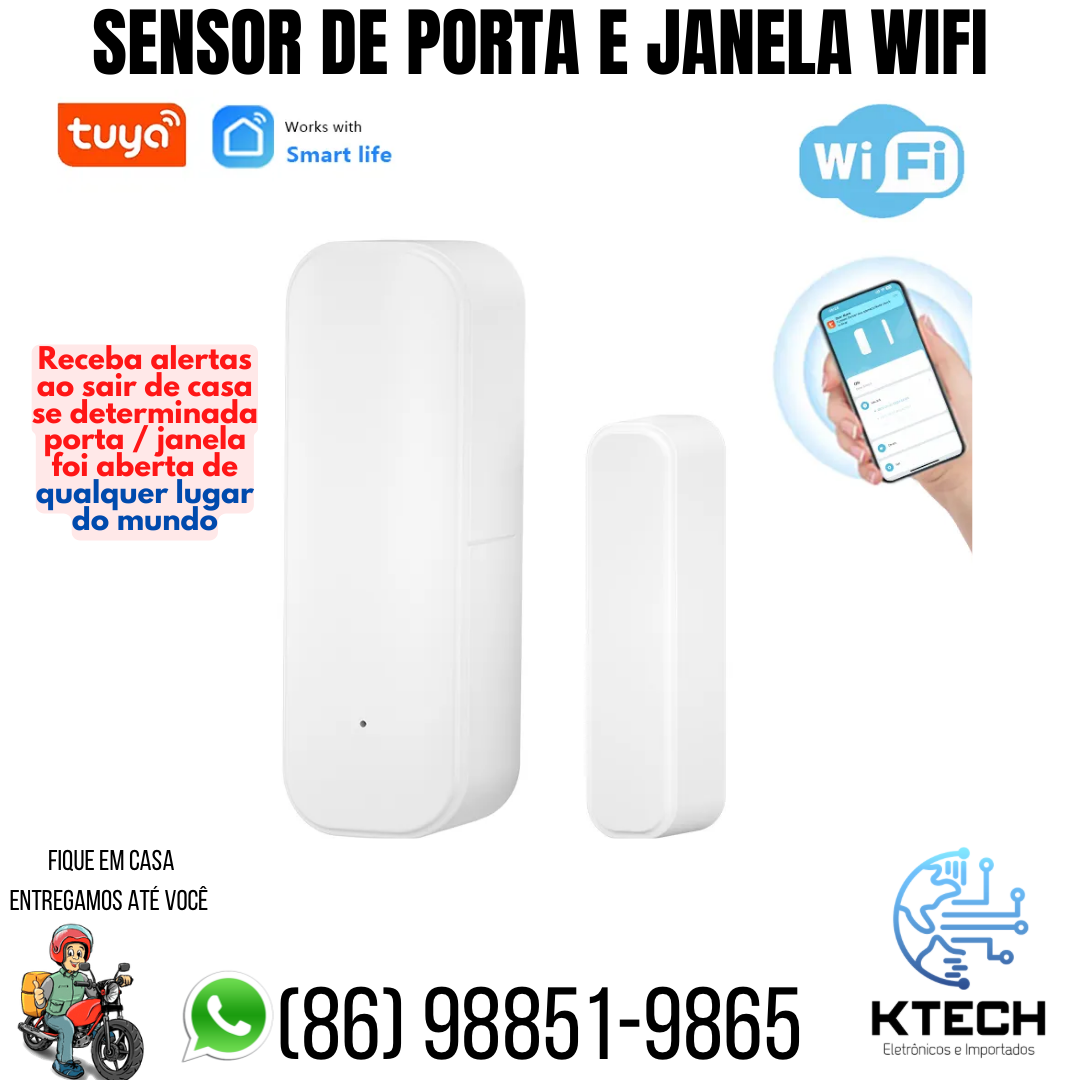 SENSOR DE PORTA E JANELA WIFI
tuya
Works with
Smart life
Wi Fi
Receba alertas
ao sair de casa
se determinada
porta / janela
foi aberta de
qualquer lugar
do mundo
FIQUE EM CASA
ENTREGAMOS ATÉ VOCÊ
(86) 98851-9865
KTECH
Eletrônicos e Importados